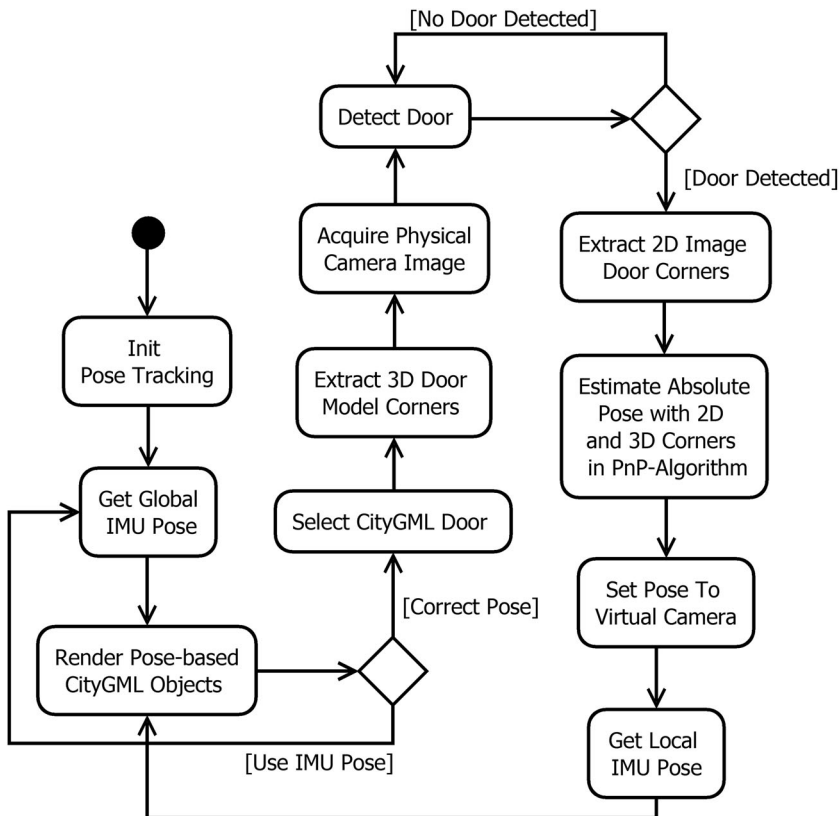 Init
Pose Tracking
Get Global
IMU Pose
Render Pose-based
CityGML Objects
[Use IMU Pose]
[Correct Pose]
Select CityGML Door
Extract 3D Door
Model Corners
Acquire Physical
Camera Image
Detect Door
[No Door Detected]
[Door Detected]
Extract 2D Image
Door Corners
Estimate Absolute
Pose with 2D
and 3D Corners
in PnP-Algorithm
Set Pose To
Virtual Camera
Get Local
IMU Pose